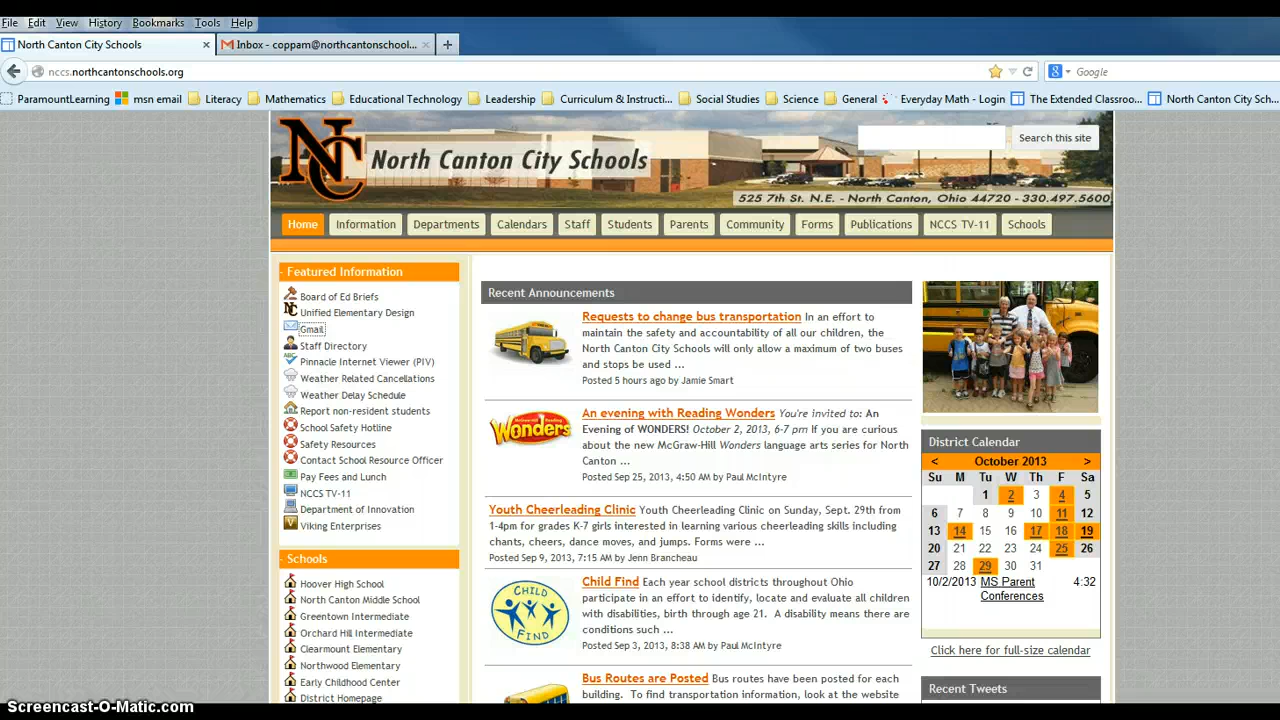 File Edit View History Bookmarks Tools Help
North Canton City Schools × Inbox - coppam@northcantonschool... × +
nccs.northcantonschools.org Google
ParamountLearning msn email Literacy Mathematics Educational Technology Leadership Curriculum & Instructi... Social Studies Science General Everyday Math - Login The Extended Classroo... North Canton City Sch...
NC North Canton City Schools
Search this site
525 7th St. N.E. - North Canton, Ohio 44720 - 330.497.5600
Home Information Departments Calendars Staff Students Parents Community Forms Publications NCCS TV-11 Schools
- Featured Information
Board of Ed Briefs
Unified Elementary Design
Gmail
Staff Directory
Pinnacle Internet Viewer (PIV)
Weather Related Cancellations
Weather Delay Schedule
Report non-resident students
School Safety Hotline
Safety Resources
Contact School Resource Officer
Pay Fees and Lunch
NCCS TV-11
Department of Innovation
Viking Enterprises
- Schools
Hoover High School
North Canton Middle School
Greentown Intermediate
Orchard Hill Intermediate
Clearmount Elementary
Northwood Elementary
Early Childhood Center
District Homepage
Recent Announcements
Requests to change bus transportation In an effort to
maintain the safety and accountability of all our children, the
North Canton City Schools will only allow a maximum of two buses
and stops be used ...
Posted 5 hours ago by Jamie Smart
Wonders
An evening with Reading Wonders You're invited to: An
Evening of WONDERS! October 2, 2013, 6-7 pm If you are curious
about the new McGraw-Hill Wonders language arts series for North
Canton ...
Posted Sep 25, 2013, 4:50 AM by Paul McIntyre
Youth Cheerleading Clinic Youth Cheerleading Clinic on Sunday, Sept. 29th from
1-4pm for grades K-7 girls interested in learning various cheerleading skills including
chants, cheers, dance moves, and jumps. Forms were ...
Posted Sep 9, 2013, 7:15 AM by Jenn Brancheau
CHILD
FIND
Child Find Each year school districts throughout Ohio
participate in an effort to identify, locate and evaluate all children
with disabilities, birth through age 21. A disability means there are
conditions such ...
Posted Sep 3, 2013, 8:38 AM by Paul McIntyre
Bus Routes are Posted Bus routes have been posted for each
building. To find transportation information, look at the website
District Calendar
< October 2013 >
Su M Tu W Th F Sa
1 2 3 4 5
6 7 8 9 10 11 12
13 14 15 16 17 18 19
20 21 22 23 24 25 26
27 28 29 30 31
10/2/2013 MS Parent 4:32
Conferences
Click here for full-size calendar
Recent Tweets
Screencast-O-Matic.com